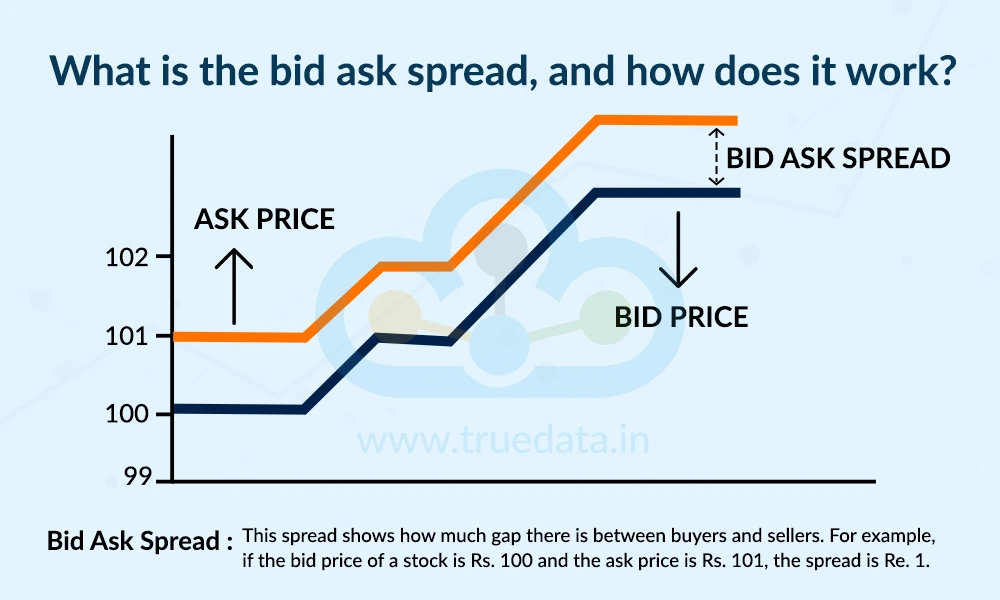 What is the bid ask spread, and how does it work?
BID ASK SPREAD
ASK PRICE
102
BID PRICE
101
100
www.truedata.in
99
Bid Ask Spread : This spread shows how much gap there is between buyers and sellers. For example,
if the bid price of a stock is Rs. 100 and the ask price is Rs. 101, the spread is Re. 1.